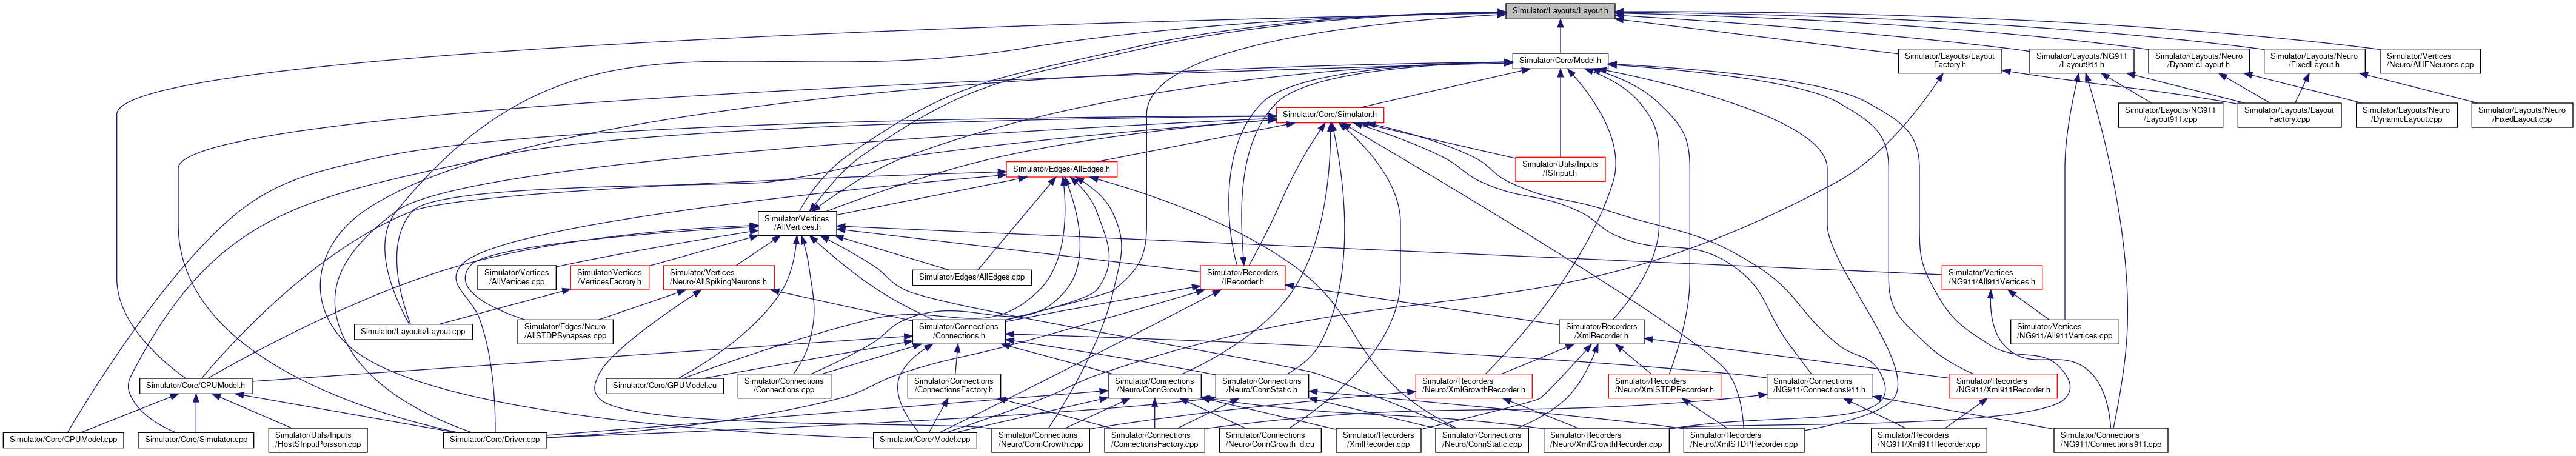 Simulator/Layouts/Layout.h
Simulator/Core/Model.h
Simulator/Layouts/Layout
Factory.h
Simulator/Layouts/NG911
/Layout911.h
Simulator/Layouts/Neuro
/DynamicLayout.h
Simulator/Layouts/Neuro
/FixedLayout.h
Simulator/Vertices
/Neuro/AllIFNeurons.cpp
Simulator/Core/Simulator.h
Simulator/Layouts/NG911
/Layout911.cpp
Simulator/Layouts/Layout
Factory.cpp
Simulator/Layouts/Neuro
/DynamicLayout.cpp
Simulator/Layouts/Neuro
/FixedLayout.cpp
Simulator/Edges/AllEdges.h
Simulator/Utils/Inputs
/ISInput.h
Simulator/Vertices
/AllVertices.h
Simulator/Vertices
/AllVertices.cpp
Simulator/Vertices
/VerticesFactory.h
Simulator/Vertices
/Neuro/AllSpikingNeurons.h
Simulator/Edges/AllEdges.cpp
Simulator/Recorders
/IRecorder.h
Simulator/Vertices
/NG911/All911Vertices.h
Simulator/Layouts/Layout.cpp
Simulator/Edges/Neuro
/AllSTDPSynapses.cpp
Simulator/Connections
/Connections.h
Simulator/Recorders
/XmlRecorder.h
Simulator/Vertices
/NG911/All911Vertices.cpp
Simulator/Core/CPUModel.h
Simulator/Core/GPUModel.cu
Simulator/Connections
/Connections.cpp
Simulator/Connections
/ConnectionsFactory.h
Simulator/Connections
/Neuro/ConnGrowth.h
Simulator/Connections
/Neuro/ConnStatic.h
Simulator/Recorders
/Neuro/XmlGrowthRecorder.h
Simulator/Recorders
/Neuro/XmlSTDPRecorder.h
Simulator/Connections
/NG911/Connections911.h
Simulator/Recorders
/NG911/Xml911Recorder.h
Simulator/Core/CPUModel.cpp
Simulator/Core/Simulator.cpp
Simulator/Utils/Inputs
/HostSInputPoisson.cpp
Simulator/Core/Driver.cpp
Simulator/Core/Model.cpp
Simulator/Connections
/Neuro/ConnGrowth.cpp
Simulator/Connections
/ConnectionsFactory.cpp
Simulator/Connections
/Neuro/ConnGrowth_d.cu
Simulator/Recorders
/XmlRecorder.cpp
Simulator/Connections
/Neuro/ConnStatic.cpp
Simulator/Recorders
/Neuro/XmlGrowthRecorder.cpp
Simulator/Recorders
/Neuro/XmlSTDPRecorder.cpp
Simulator/Recorders
/NG911/Xml911Recorder.cpp
Simulator/Connections
/NG911/Connections911.cpp